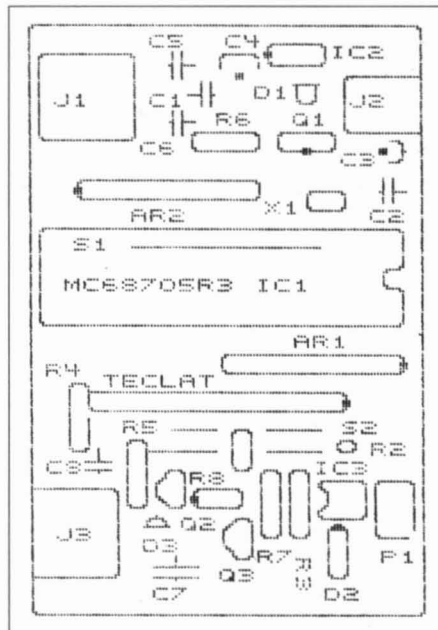 C5
C4
IC2
J1
C1
D1
J2
R6
Q1
C6
C3
AR2
X1
C2
S1
MC68705R3 IC1
AR1
R4
TECLAT
R5
S2
R2
C8
R8
IC3
J3
Q2
D3
Q3
R7
R3
P1
C7
D2